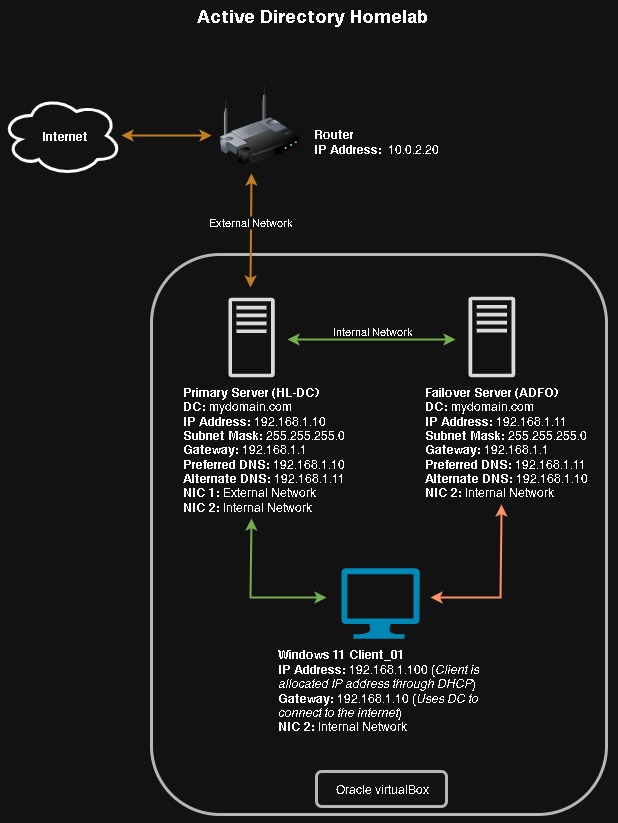 Active Directory Homelab
Internet
Router
IP Address: 10.0.2.20
External Network
Internal Network
Primary Server (HL-DC)
DC: mydomain.com
IP Address: 192.168.1.10
Subnet Mask: 255.255.255.0
Gateway: 192.168.1.1
Preferred DNS: 192.168.1.10
Alternate DNS: 192.168.1.11
NIC 1: External Network
NIC 2: Internal Network
Failover Server (ADFO)
DC: mydomain.com
IP Address: 192.168.1.11
Subnet Mask: 255.255.255.0
Gateway: 192.168.1.1
Preferred DNS: 192.168.1.11
Alternate DNS: 192.168.1.10
NIC 2: Internal Network
Windows 11 Client_01
IP Address: 192.168.1.100 (Client is
allocated IP address through DHCP)
Gateway: 192.168.1.10 (Uses DC to
connect to the internet)
NIC 2: Internal Network
Oracle virtualBox